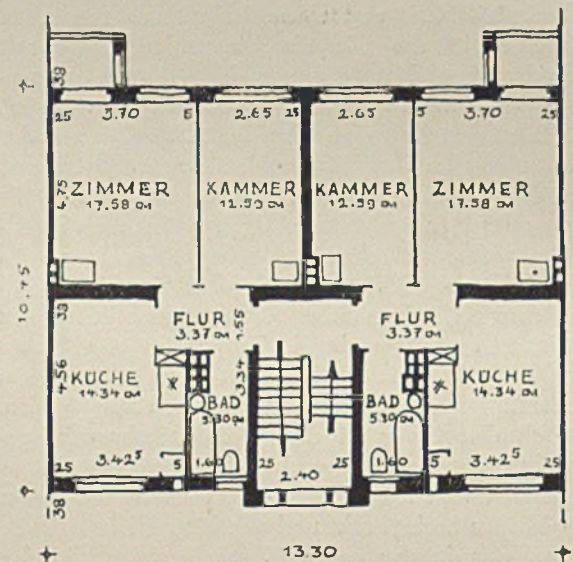 38
25 3.70 5 2.65 25 2.65 5 3.70 25
4.75
ZIMMER KAMMER KAMMER ZIMMER
17.58 qm 12.59 qm 12.59 qm 17.58 qm
10.75
38
FLUR FLUR
3.37 qm 1.55 3.37 qm
4.56
KÜCHE 3.34 KÜCHE
14.34 qm BAD BAD 14.34 qm
5.30 qm 5.30 qm
25 3.42⁵ 5 1.60 25 2.40 25 1.60 5 3.42⁵ 25
38
13.30